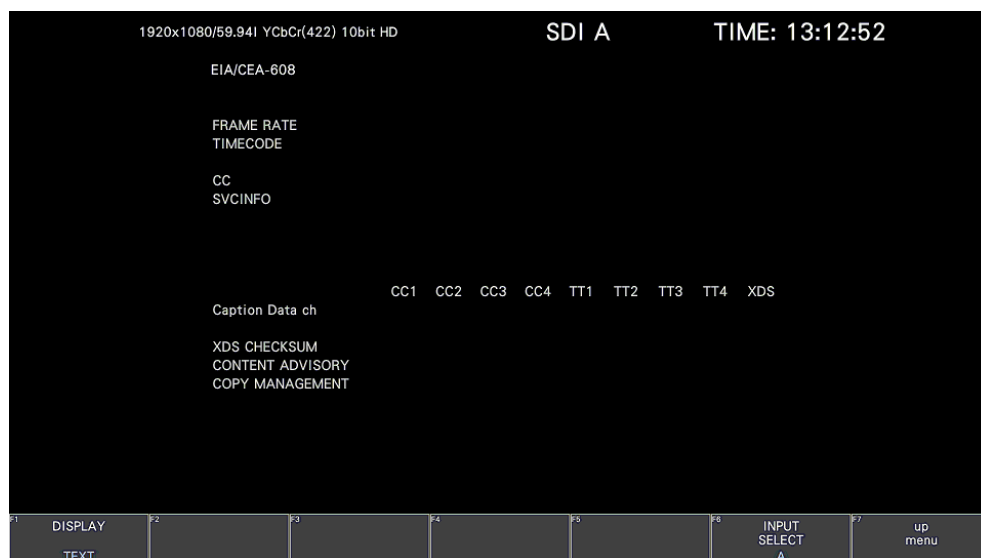 1920x1080/59.94I YCbCr(422) 10bit HD SDI A TIME: 13:12:52
EIA/CEA-608
FRAME RATE
TIMECODE
CC
SVCINFO
CC1 CC2 CC3 CC4 TT1 TT2 TT3 TT4 XDS
Caption Data ch
XDS CHECKSUM
CONTENT ADVISORY
COPY MANAGEMENT
F1 DISPLAY F2 F3 F4 F5 F6 INPUT F7 up
SELECT menu
TEXT A